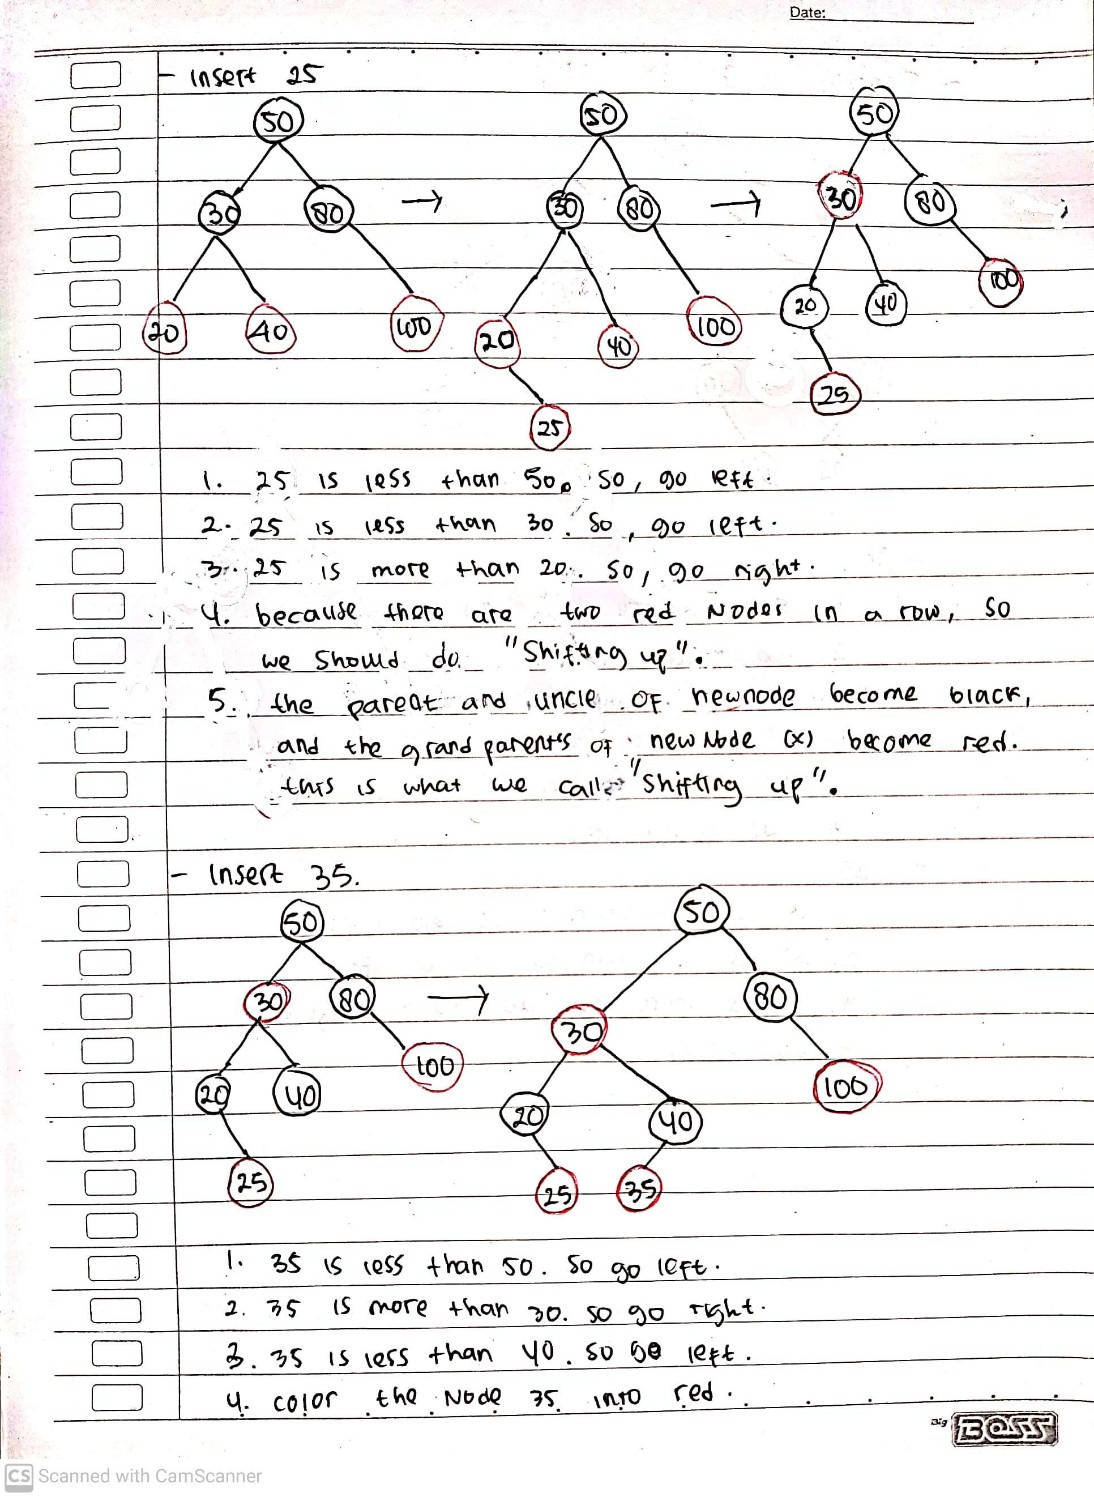 Date:
- Insert 25
50 50 50
30 80 → 30 80 → 30 80 ;
20 40 100 20 40 100 20 40 100
25 25
1. 25 is less than 50. So, go left.
2. 25 is less than 30. So, go left.
3. 25 is more than 20. So, go right.
4. because there are two red Nodes in a row, so
we should do "Shifting up".
5. the parent and uncle of newnode become black,
and the grandparents of newNode (x) become red.
this is what we call "Shifting up".
- Insert 35.
50 50
30 80 → 30 80
20 40 100 20 40 100
25 25 35
1. 35 is less than 50. So go left.
2. 35 is more than 30. So go right.
3. 35 is less than 40. So go left.
4. color the Node 35 into red.
Big BOSS
CS Scanned with CamScanner